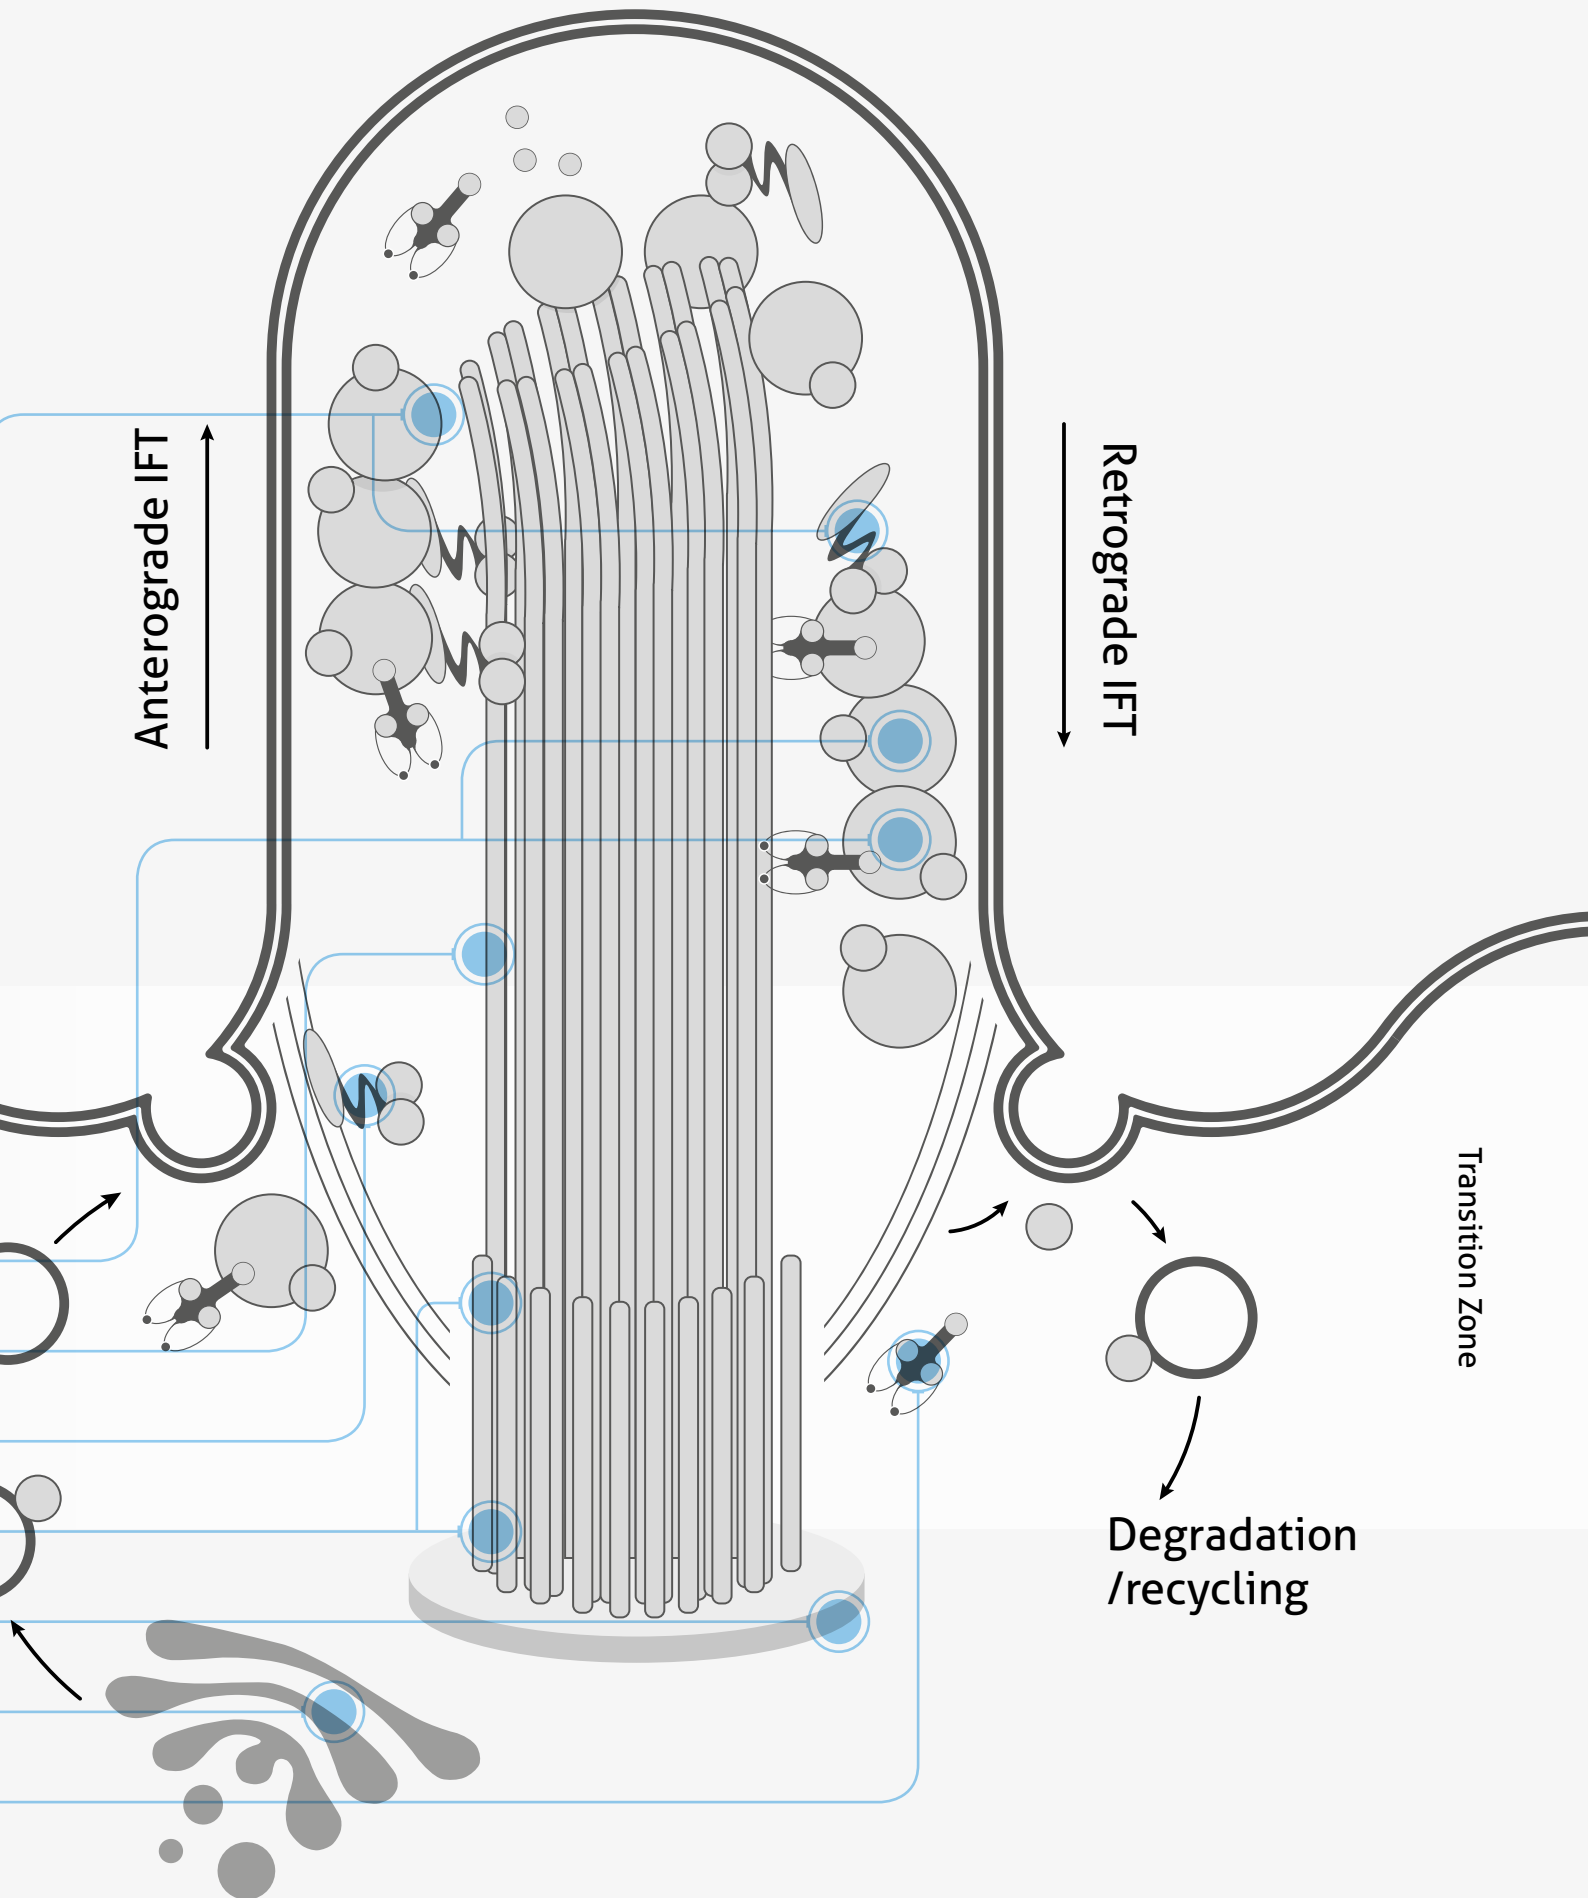 Anterograde IFT
Retrograde IFT
Transition Zone
Degradation
/recycling